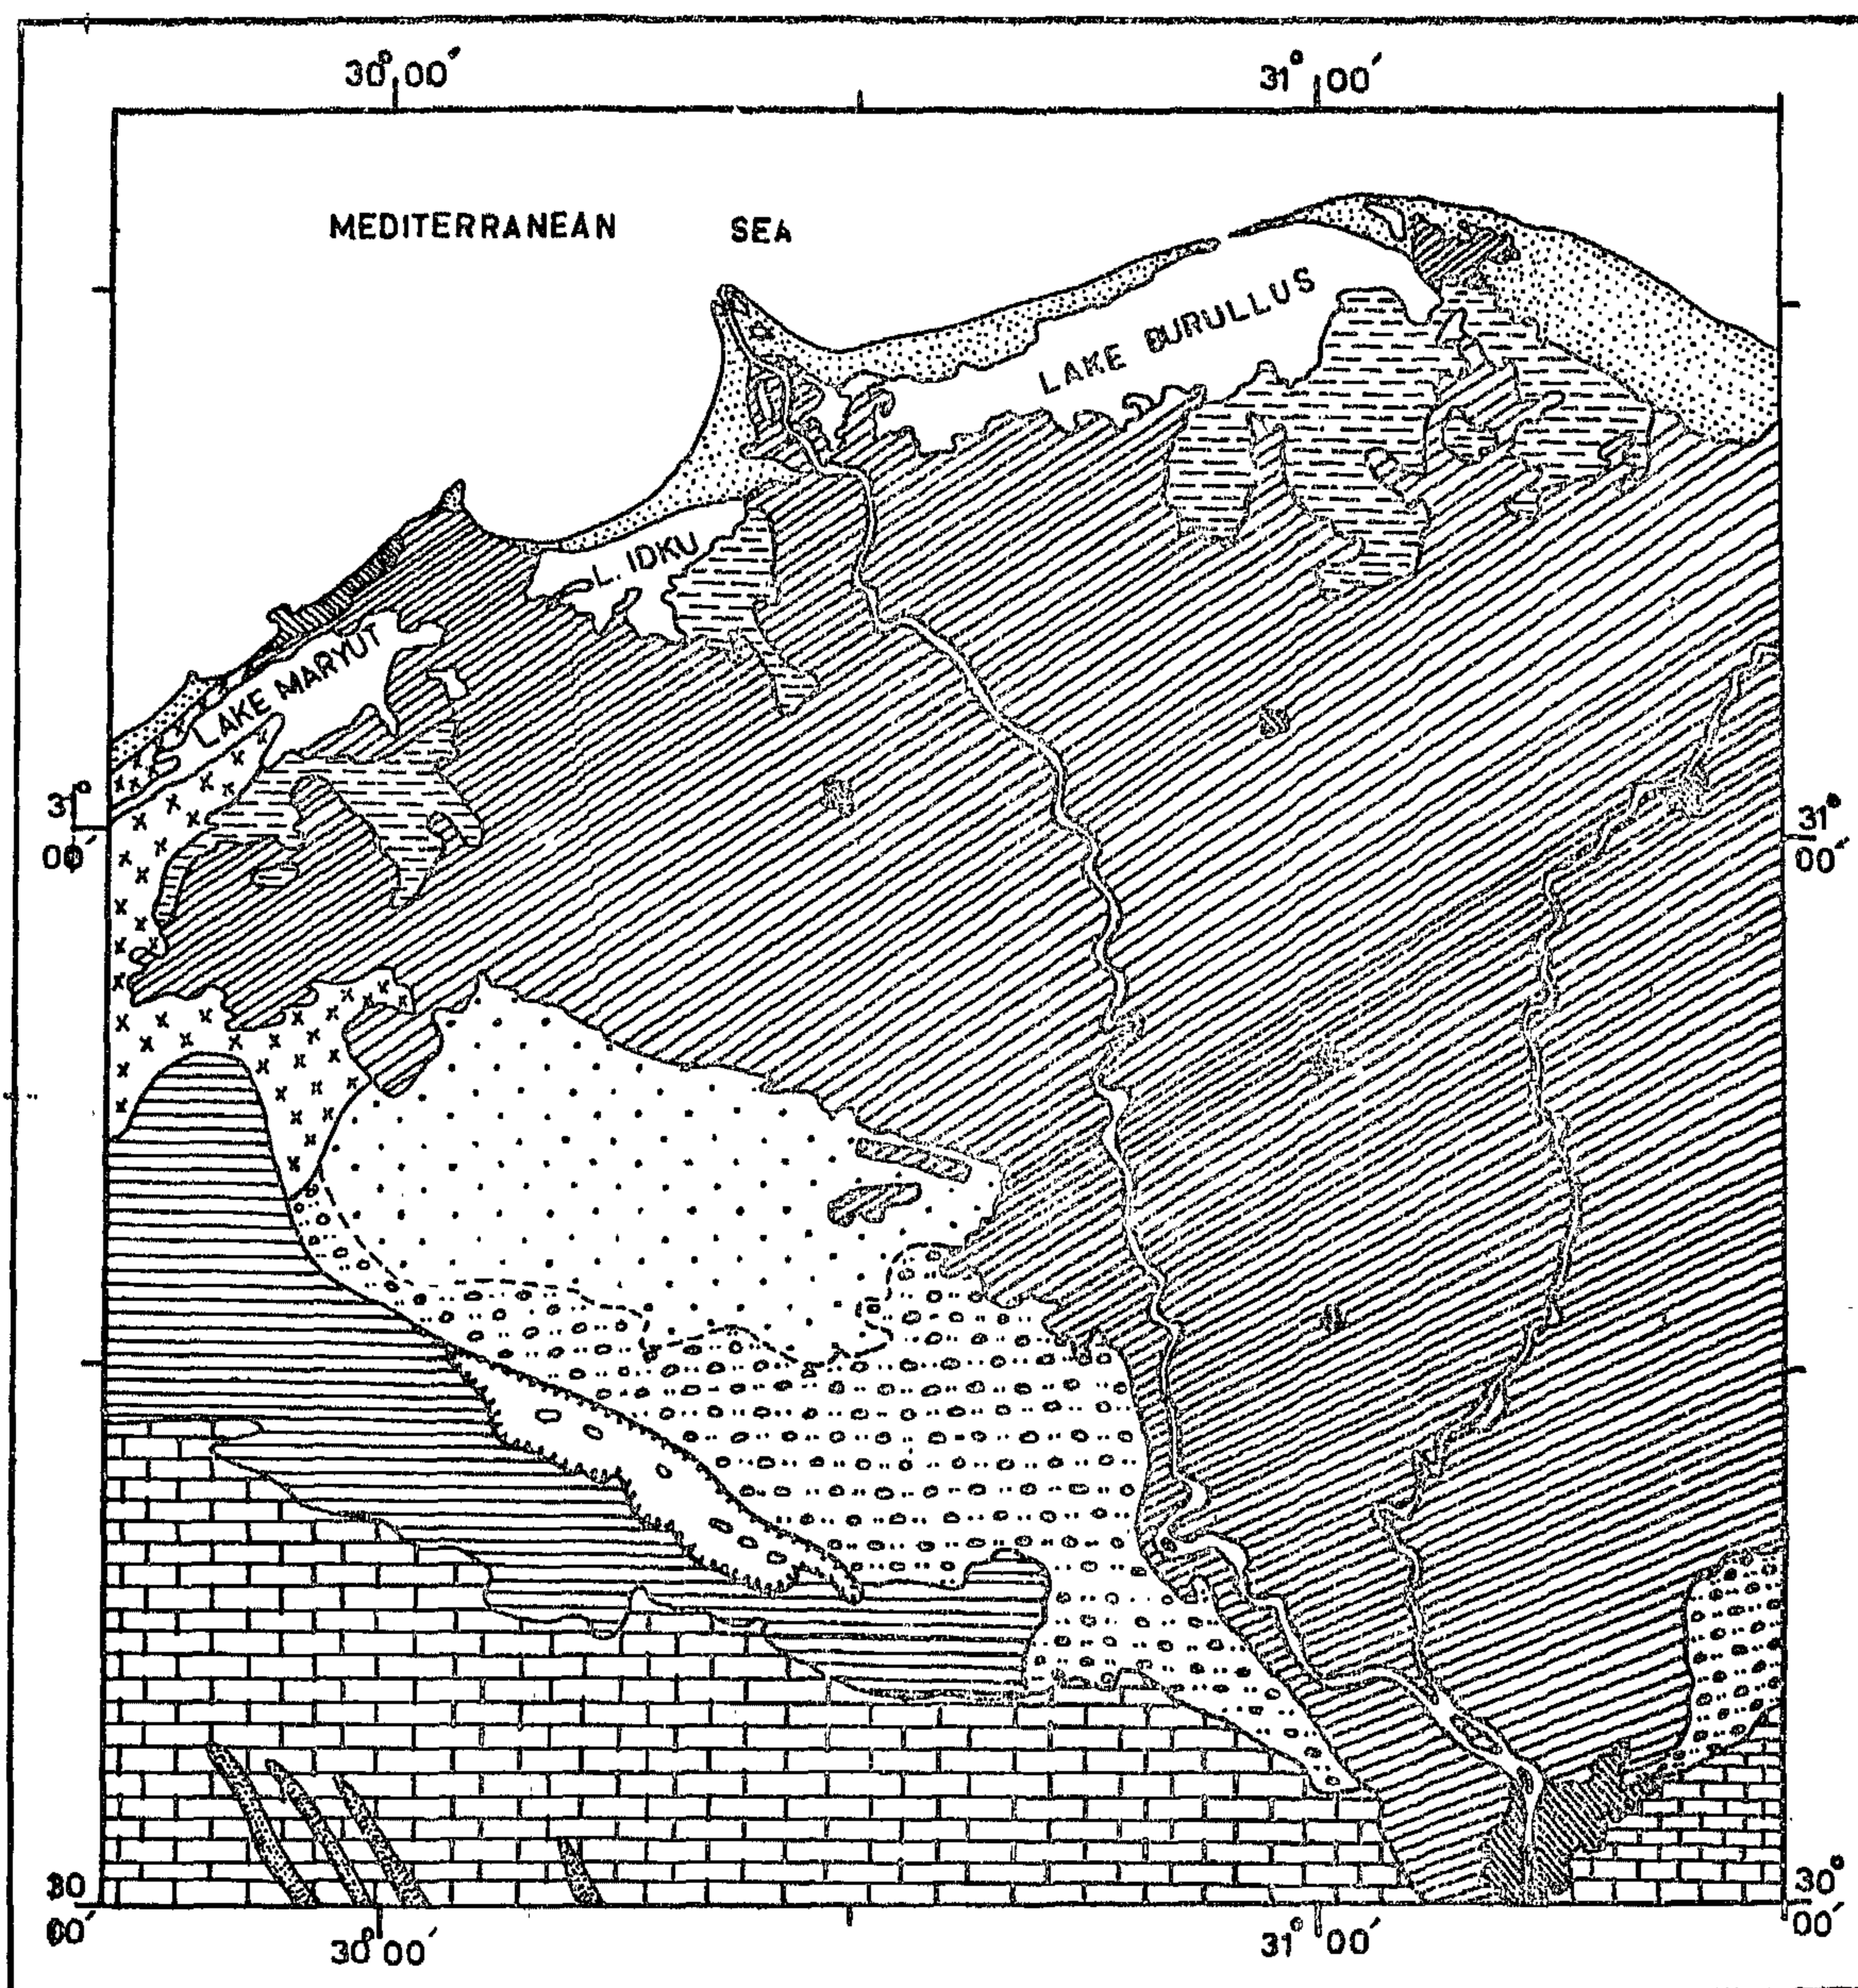 30° 00′ 31° 00′
MEDITERRANEAN SEA
LAKE BURULLUS
L. IDKU
LAKE MARYUT
31° 00′ 31° 00′
30 00′ 30° 00′
30° 00′ 31° 00′